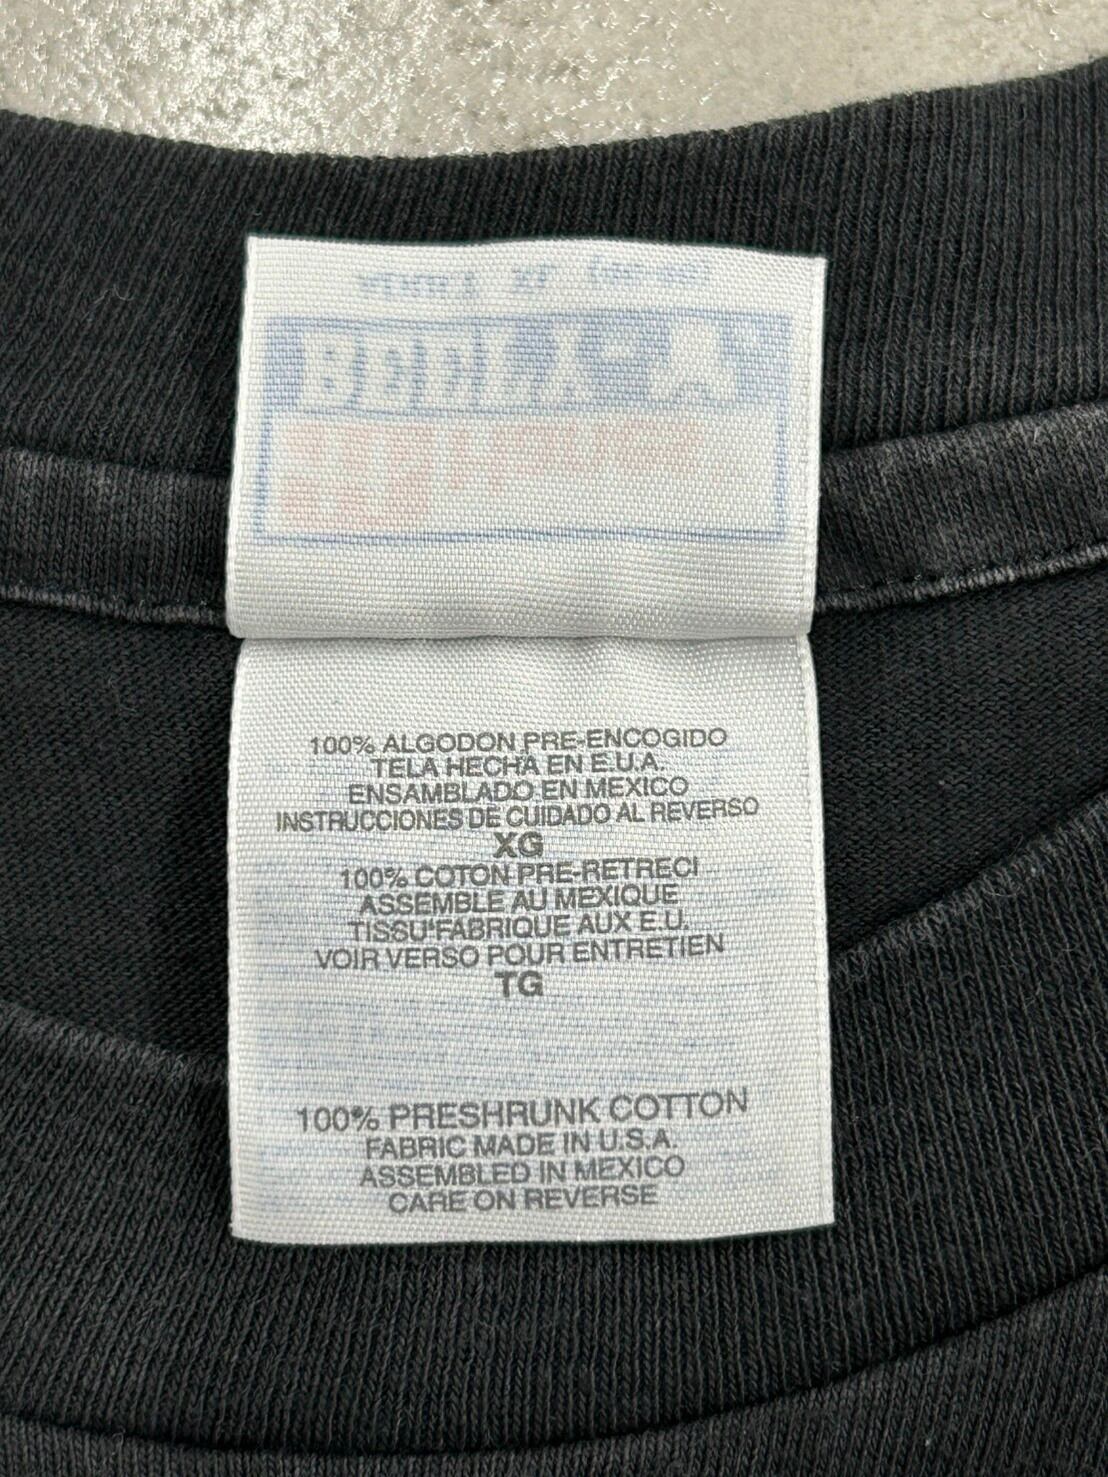 100% ALGODON PRE-ENCOGIDO
TELA HECHA EN E.U.A.
ENSAMBLADO EN MEXICO
INSTRUCCIONES DE CUIDADO AL REVERSO
XG
100% COTON PRE-RETRECI
ASSEMBLE AU MEXIQUE
TISSU FABRIQUE AUX E.U.
VOIR VERSO POUR ENTRETIEN
TG
100% PRESHRUNK COTTON
FABRIC MADE IN U.S.A.
ASSEMBLED IN MEXICO
CARE ON REVERSE